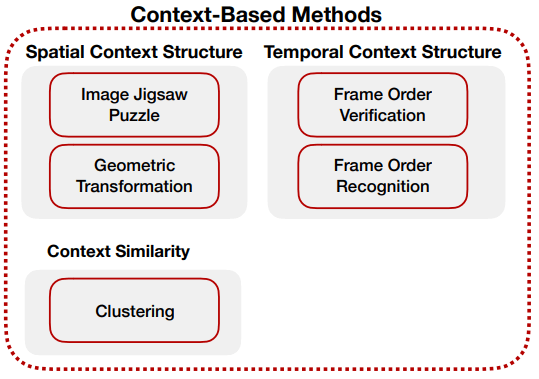 Context-Based Methods
Spatial Context Structure
Image Jigsaw
Puzzle
Geometric
Transformation
Temporal Context Structure
Frame Order
Verification
Frame Order
Recognition
Context Similarity
Clustering